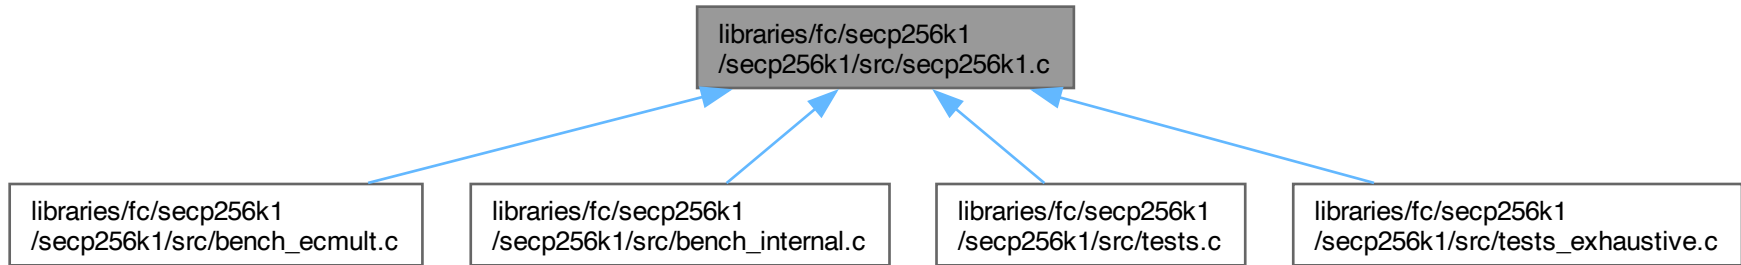 libraries/fc/secp256k1
/secp256k1/src/secp256k1.c
libraries/fc/secp256k1
/secp256k1/src/bench_ecmult.c
libraries/fc/secp256k1
/secp256k1/src/bench_internal.c
libraries/fc/secp256k1
/secp256k1/src/tests.c
libraries/fc/secp256k1
/secp256k1/src/tests_exhaustive.c